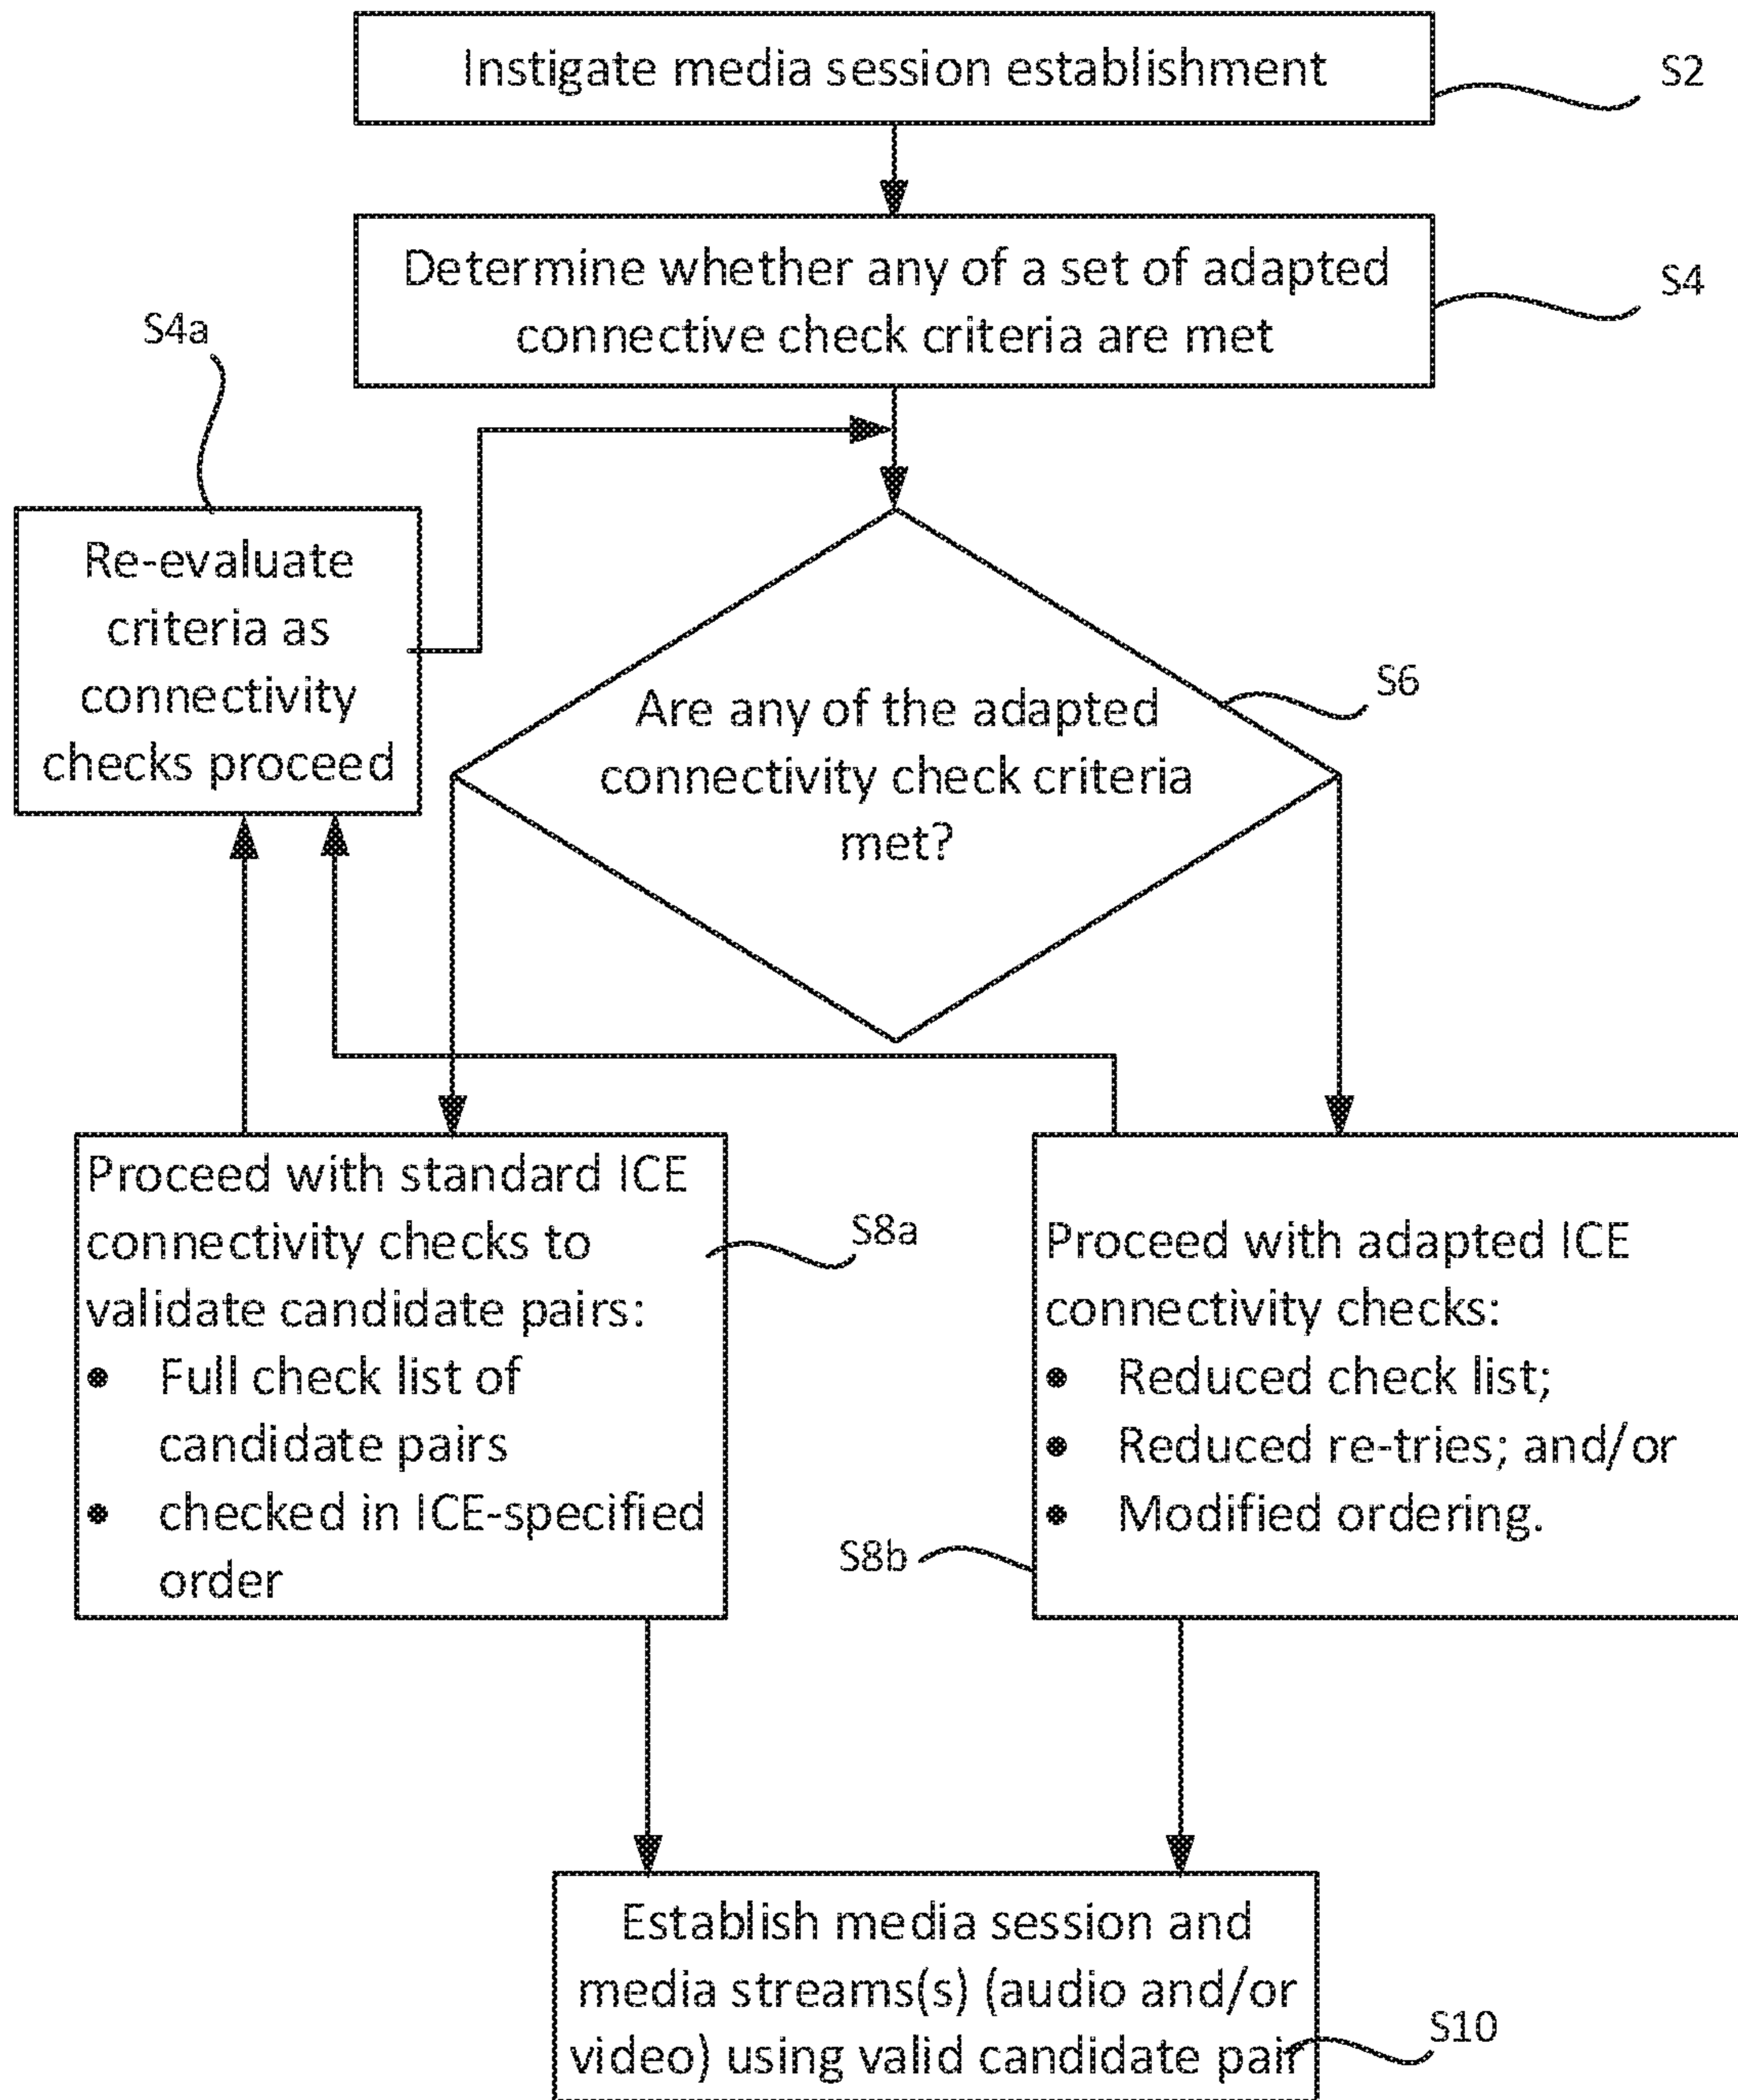 Instigate media session establishment
S2
Determine whether any of a set of adapted
connective check criteria are met
S4
S4a
Re-evaluate
criteria as
connectivity
checks proceed
Are any of the adapted
connectivity check criteria
met?
S6
Proceed with standard ICE
connectivity checks to
validate candidate pairs:
• Full check list of
candidate pairs
• checked in ICE-specified
order
S8a
Proceed with adapted ICE
connectivity checks:
• Reduced check list;
• Reduced re-tries; and/or
• Modified ordering.
S8b
Establish media session and
media streams(s) (audio and/or
video) using valid candidate pair
S10